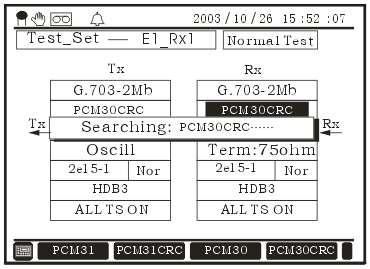 2003/10/26 15:52:07
Test_Set — E1_Rx1 Normal Test
Tx Rx
G.703-2Mb G.703-2Mb
PCM30CRC PCM30CRC
Tx Searching: PCM30CRC...... Rx
Oscill Term:75ohm
2e15-1 Nor 2e15-1 Nor
HDB3 HDB3
ALL TS ON ALL TS ON
PCM31 PCM31CRC PCM30 PCM30CRC